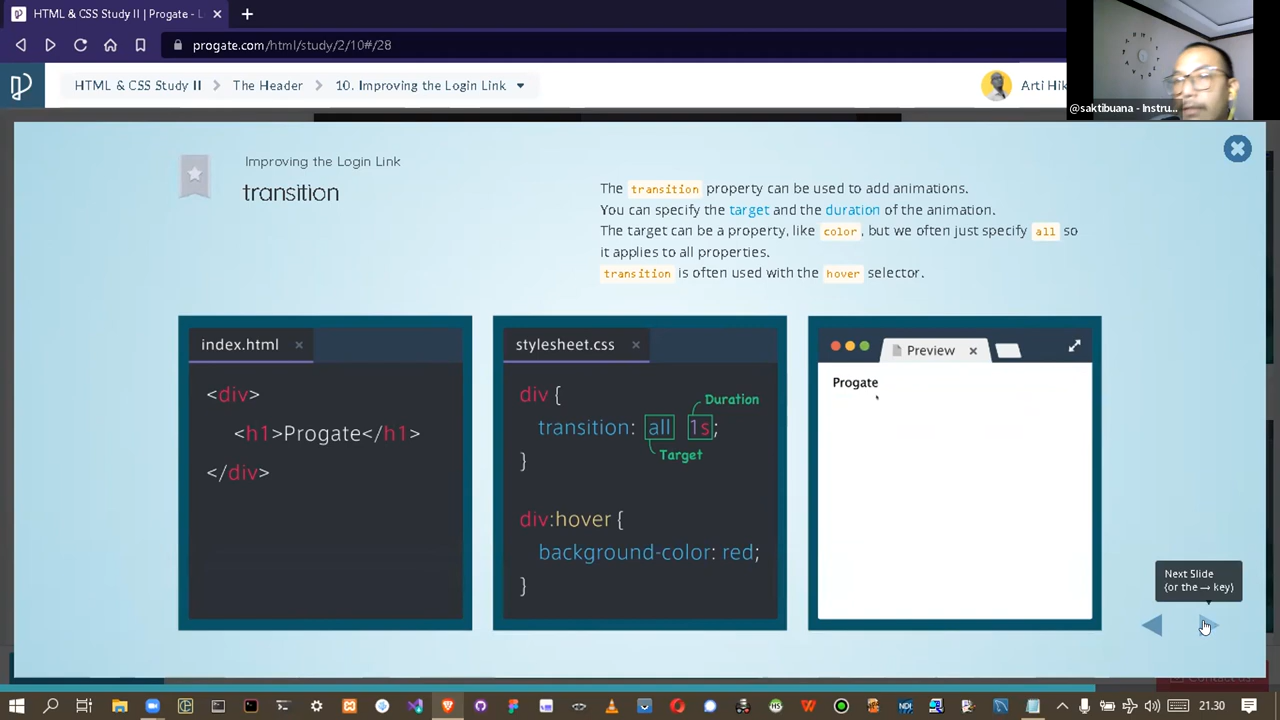 HTML & CSS Study II | Progate - L
progate.com/html/study/2/10#/28
HTML & CSS Study II
The Header
10. Improving the Login Link
Arti Hik
@saktibuana - Instru...
Improving the Login Link
transition
The transition property can be used to add animations.
You can specify the target and the duration of the animation.
The target can be a property, like color, but we often just specify all so
it applies to all properties.
transition is often used with the hover selector.
index.html
<div>
<h1>Progate</h1>
</div>
stylesheet.css
div {
Duration
transition: all 1s;
Target
}
div:hover {
background-color: red;
}
Preview
Progate
Next Slide
(or the → key)
Contact us
21.30